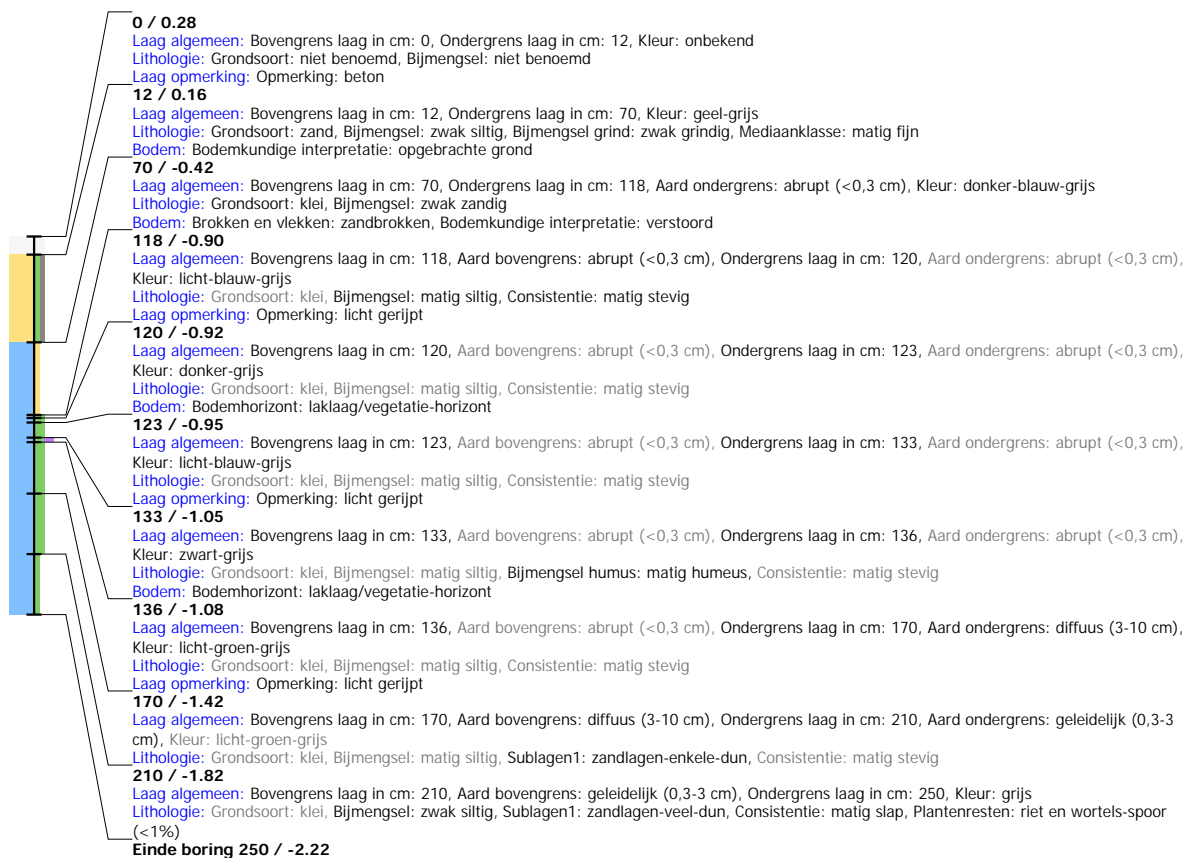 0 / 0.28
Laag algemeen: Bovengrens laag in cm: 0, Ondergrens laag in cm: 12, Kleur: onbekend
Lithologie: Grondsoort: niet benoemd, Bijmengsel: niet benoemd
Laag opmerking: Opmerking: beton
12 / 0.16
Laag algemeen: Bovengrens laag in cm: 12, Ondergrens laag in cm: 70, Kleur: geel-grijs
Lithologie: Grondsoort: zand, Bijmengsel: zwak siltig, Bijmengsel grind: zwak grindig, Mediaanklasse: matig fijn
Bodem: Bodemkundige interpretatie: opgebrachte grond
70 / -0.42
Laag algemeen: Bovengrens laag in cm: 70, Ondergrens laag in cm: 118, Aard ondergrens: abrupt (<0,3 cm), Kleur: donker-blauw-grijs
Lithologie: Grondsoort: klei, Bijmengsel: zwak zandig
Bodem: Brokken en vlekken: zandbrokken, Bodemkundige interpretatie: verstoord
118 / -0.90
Laag algemeen: Bovengrens laag in cm: 118, Aard bovengrens: abrupt (<0,3 cm), Ondergrens laag in cm: 120, Aard ondergrens: abrupt (<0,3 cm),
Kleur: licht-blauw-grijs
Lithologie: Grondsoort: klei, Bijmengsel: matig siltig, Consistentie: matig stevig
Laag opmerking: Opmerking: licht gerijpt
120 / -0.92
Laag algemeen: Bovengrens laag in cm: 120, Aard bovengrens: abrupt (<0,3 cm), Ondergrens laag in cm: 123, Aard ondergrens: abrupt (<0,3 cm),
Kleur: donker-grijs
Lithologie: Grondsoort: klei, Bijmengsel: matig siltig, Consistentie: matig stevig
Bodem: Bodemhorizont: laklaag/vegetatie-horizont
123 / -0.95
Laag algemeen: Bovengrens laag in cm: 123, Aard bovengrens: abrupt (<0,3 cm), Ondergrens laag in cm: 133, Aard ondergrens: abrupt (<0,3 cm),
Kleur: licht-blauw-grijs
Lithologie: Grondsoort: klei, Bijmengsel: matig siltig, Consistentie: matig stevig
Laag opmerking: Opmerking: licht gerijpt
133 / -1.05
Laag algemeen: Bovengrens laag in cm: 133, Aard bovengrens: abrupt (<0,3 cm), Ondergrens laag in cm: 136, Aard ondergrens: abrupt (<0,3 cm),
Kleur: zwart-grijs
Lithologie: Grondsoort: klei, Bijmengsel: matig siltig, Bijmengsel humus: matig humeus, Consistentie: matig stevig
Bodem: Bodemhorizont: laklaag/vegetatie-horizont
136 / -1.08
Laag algemeen: Bovengrens laag in cm: 136, Aard bovengrens: abrupt (<0,3 cm), Ondergrens laag in cm: 170, Aard ondergrens: diffuus (3-10 cm),
Kleur: licht-groen-grijs
Lithologie: Grondsoort: klei, Bijmengsel: matig siltig, Consistentie: matig stevig
Laag opmerking: Opmerking: licht gerijpt
170 / -1.42
Laag algemeen: Bovengrens laag in cm: 170, Aard bovengrens: diffuus (3-10 cm), Ondergrens laag in cm: 210, Aard ondergrens: geleidelijk (0,3-3
cm), Kleur: licht-groen-grijs
Lithologie: Grondsoort: klei, Bijmengsel: matig siltig, Sublagen1: zandlagen-enkele-dun, Consistentie: matig stevig
210 / -1.82
Laag algemeen: Bovengrens laag in cm: 210, Aard bovengrens: geleidelijk (0,3-3 cm), Ondergrens laag in cm: 250, Kleur: grijs
Lithologie: Grondsoort: klei, Bijmengsel: zwak siltig, Sublagen1: zandlagen-veel-dun, Consistentie: matig slap, Plantenresten: riet en wortels-spoor
(<1%)
Einde boring 250 / -2.22